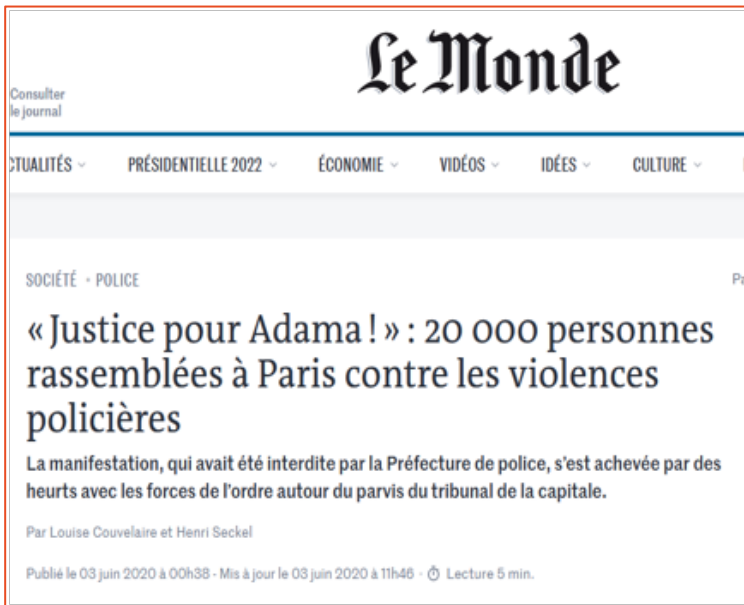 Le Monde
Consulter
le journal
CTUALITÉS
PRÉSIDENTIELLE 2022
ÉCONOMIE
VIDÉOS
IDÉES
CULTURE
SOCIÉTÉ • POLICE
Pa
« Justice pour Adama ! » : 20 000 personnes
rassemblées à Paris contre les violences
policières
La manifestation, qui avait été interdite par la Préfecture de police, s’est achevée par des
heurts avec les forces de l’ordre autour du parvis du tribunal de la capitale.
Par Louise Couvelaire et Henri Seckel
Publié le 03 juin 2020 à 00h38 - Mis à jour le 03 juin 2020 à 11h46 · Lecture 5 min.